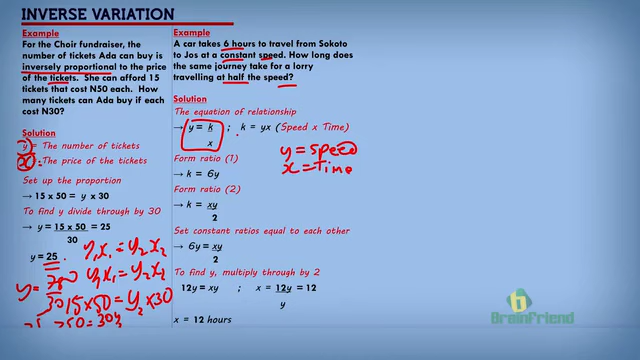 INVERSE VARIATION
Example
For the Choir fundraiser, the
number of tickets Ada can buy is
inversely proportional to the price
of the tickets. She can afford 15
tickets that cost N50 each. How
many tickets can Ada buy if each
cost N30?
Solution
y = The number of tickets
x = The price of the tickets
Set up the proportion
→ 15 x 50 = y x 30
To find y divide through by 30
→ y = 15 x 50 = 25
30
y = 25
y₁x₁ = y₂x₂
y₁x₁ = y₂x₂
15x50 = y₂x30
750 = 30y
y = 750
30
Example
A car takes 6 hours to travel from Sokoto
to Jos at a constant speed. How long does
the same journey take for a lorry
travelling at half the speed?
Solution
The equation of relationship
→ y = k ; k = yx (Speed x Time)
x
y = Speed
x = Time
Form ratio (1)
→ k = 6y
Form ratio (2)
→ k = xy
2
Set constant ratios equal to each other
→ 6y = xy
2
To find y, multiply through by 2
12y = xy ; x = 12y = 12
y
x = 12 hours
b
BrainFriend